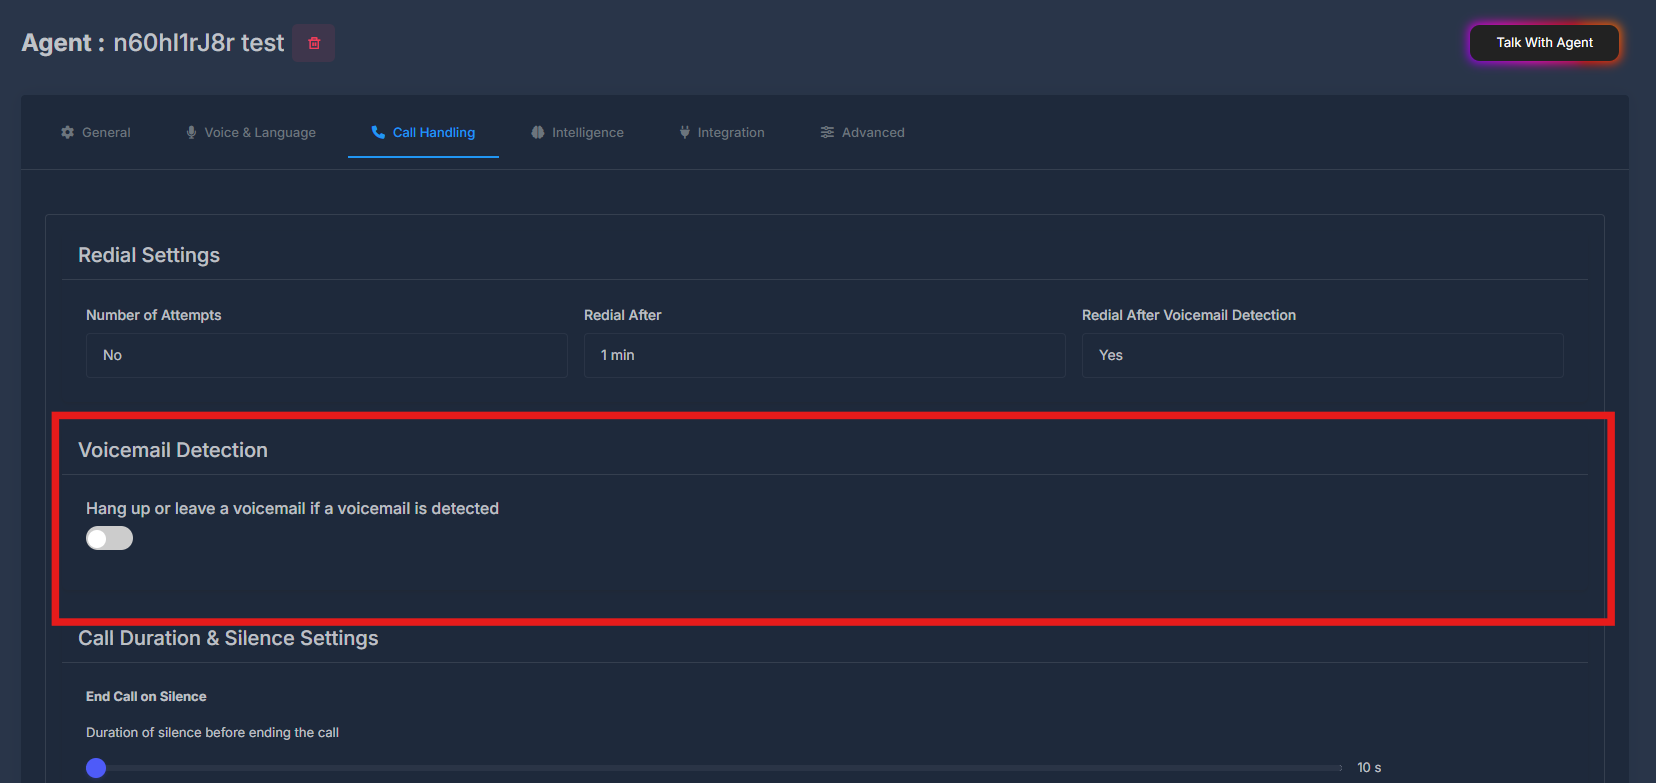 Agent : n60hI1rJ8r test
Talk With Agent
General
Voice & Language
Call Handling
Intelligence
Integration
Advanced
Redial Settings
Number of Attempts
Redial After
Redial After Voicemail Detection
No
1 min
Yes
Voicemail Detection
Hang up or leave a voicemail if a voicemail is detected
Call Duration & Silence Settings
End Call on Silence
Duration of silence before ending the call
10 s